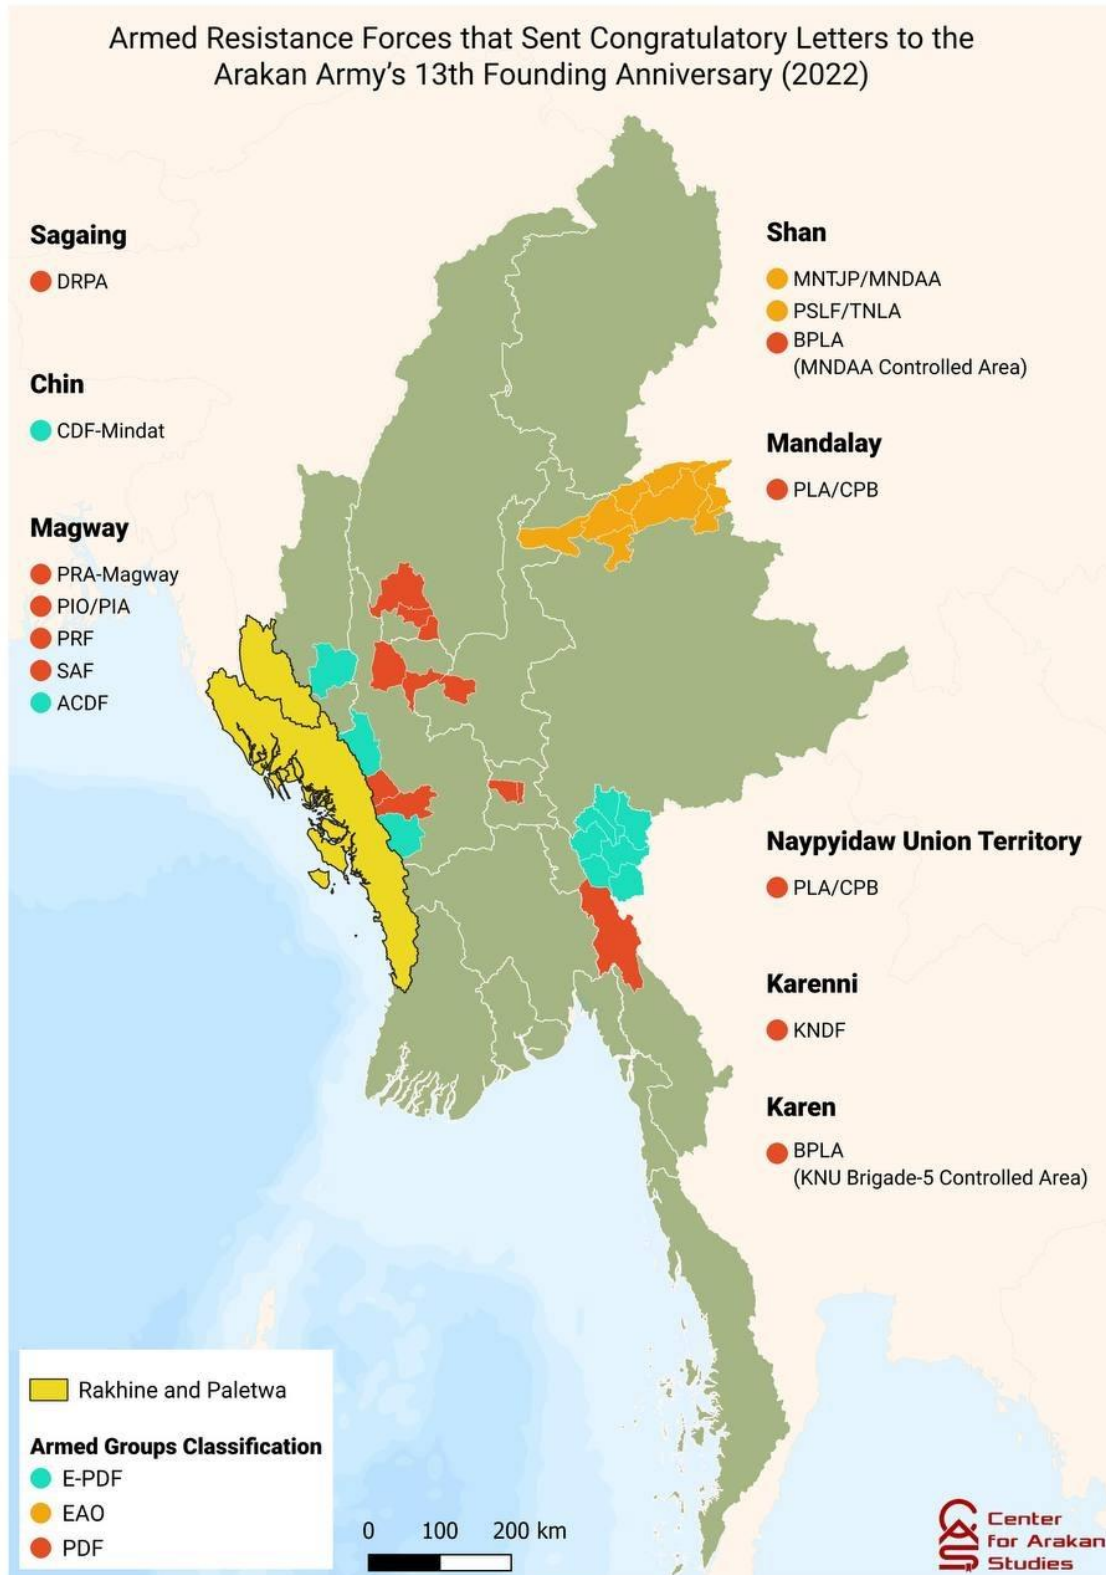 Armed Resistance Forces that Sent Congratulatory Letters to the
Arakan Army's 13th Founding Anniversary (2022)
Sagaing
DRPA
Chin
CDF-Mindat
Magway
PRA-Magway
PIO/PIA
PRF
SAF
ACDF
Shan
MNTJP/MNDAA
PSLF/TNLA
BPLA
(MNDAA Controlled Area)
Mandalay
PLA/CPB
Naypyidaw Union Territory
PLA/CPB
Karenni
KNDF
Karen
BPLA
(KNU Brigade-5 Controlled Area)
Rakhine and Paletwa
Armed Groups Classification
E-PDF
EAO
PDF
0 100 200 km
CAS
Center
for Arakan
Studies